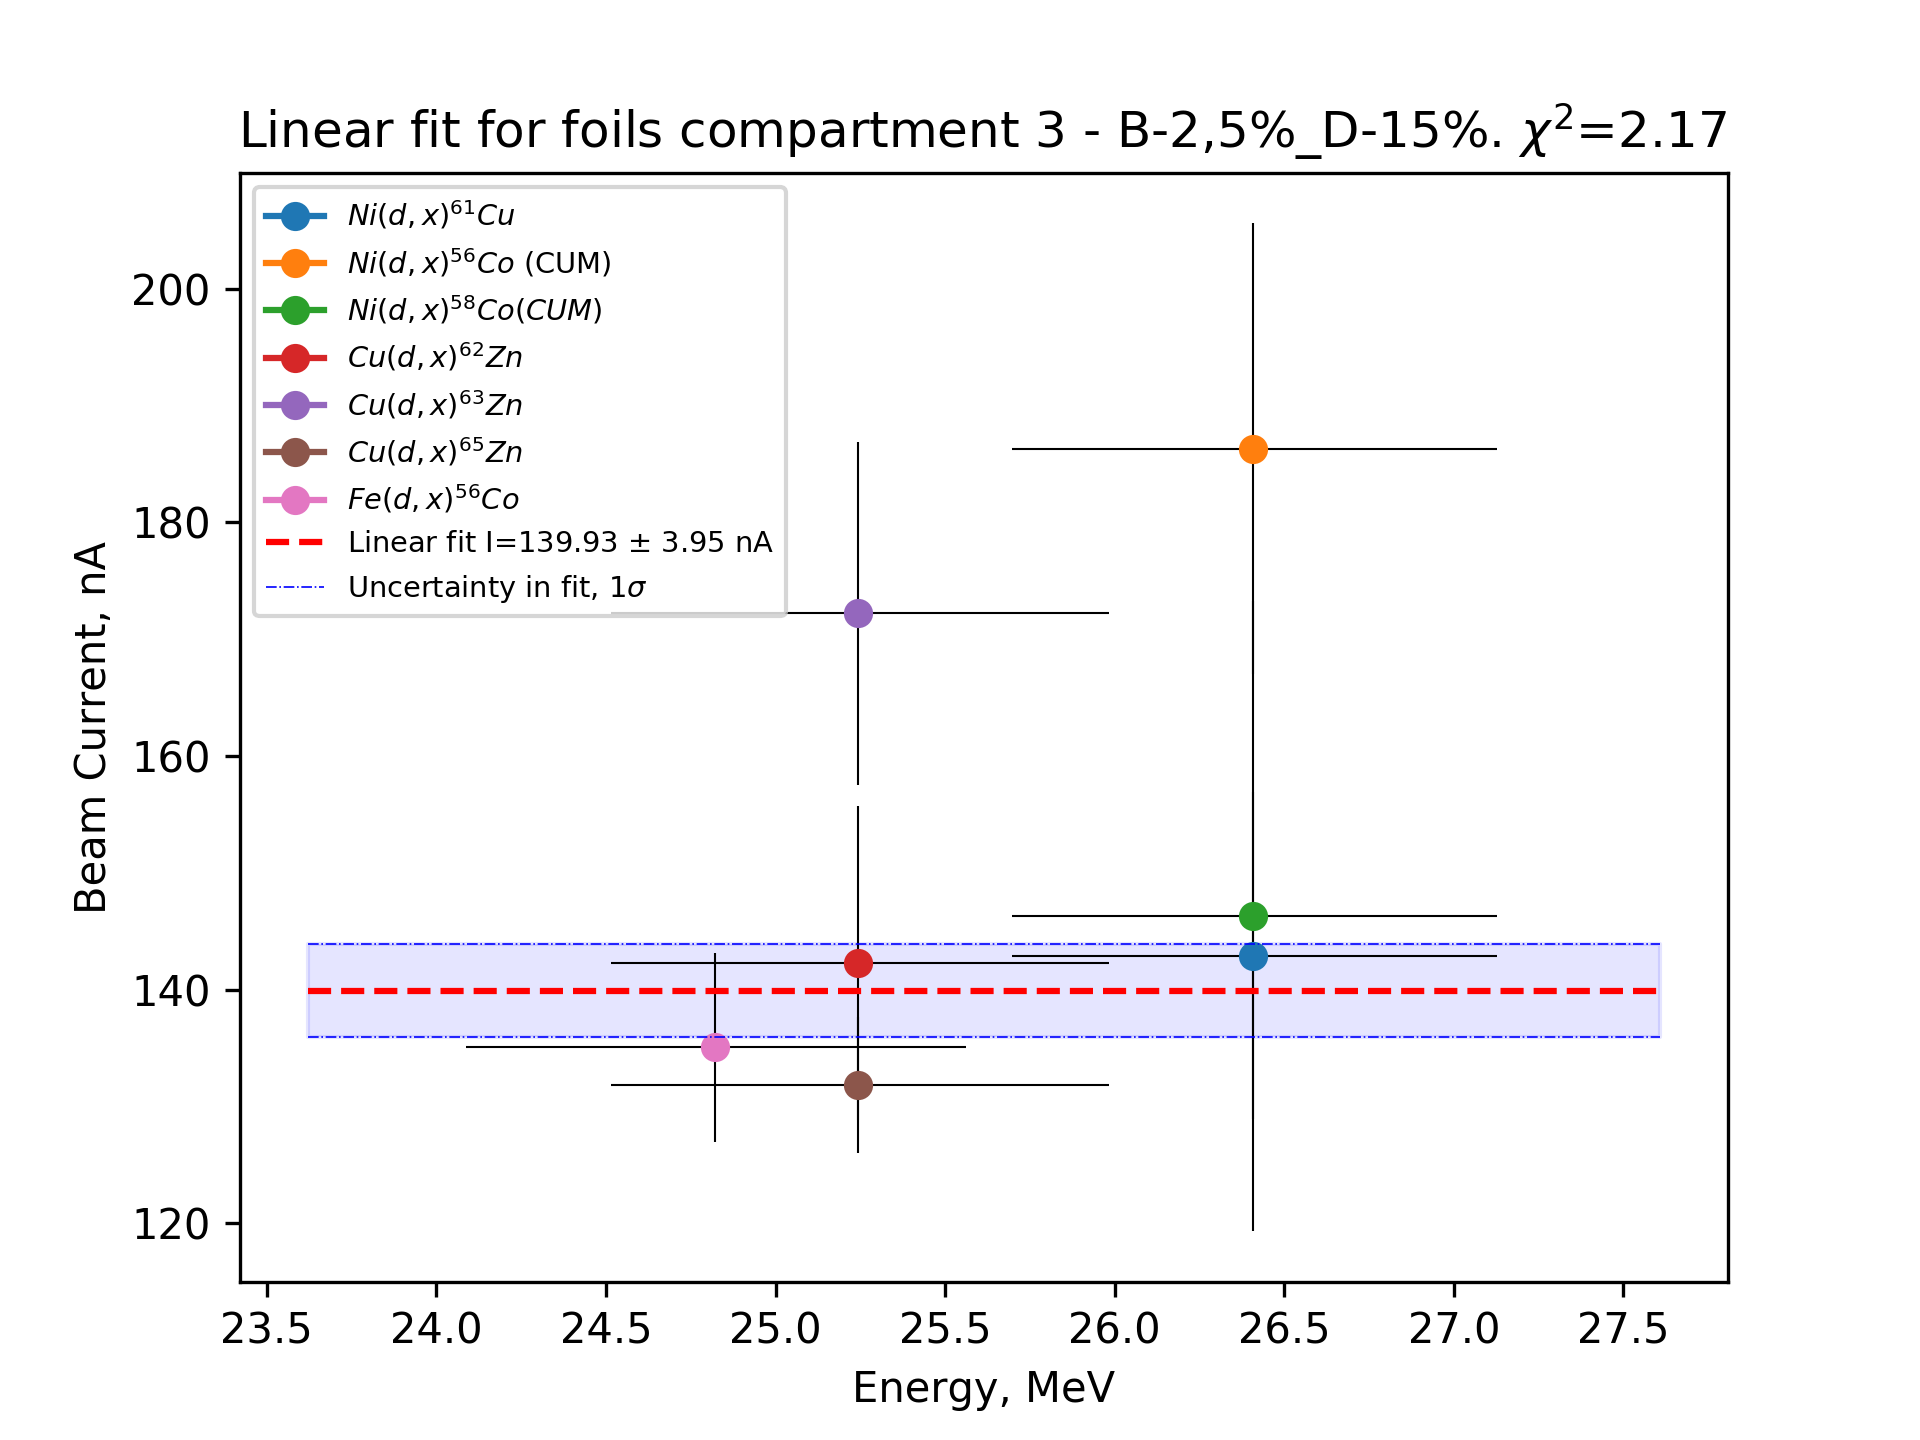 Linear fit for foils compartment 3 - B-2,5%_D-15%. χ²=2.17
Ni(d, x)⁶¹Cu
Ni(d, x)⁵⁶Co (CUM)
Ni(d, x)⁵⁸Co(CUM)
Cu(d, x)⁶²Zn
Cu(d, x)⁶³Zn
Cu(d, x)⁶⁵Zn
Fe(d, x)⁵⁶Co
Linear fit I=139.93 ± 3.95 nA
Uncertainty in fit, 1σ
Beam Current, nA
200
180
160
140
120
23.5 24.0 24.5 25.0 25.5 26.0 26.5 27.0 27.5
Energy, MeV